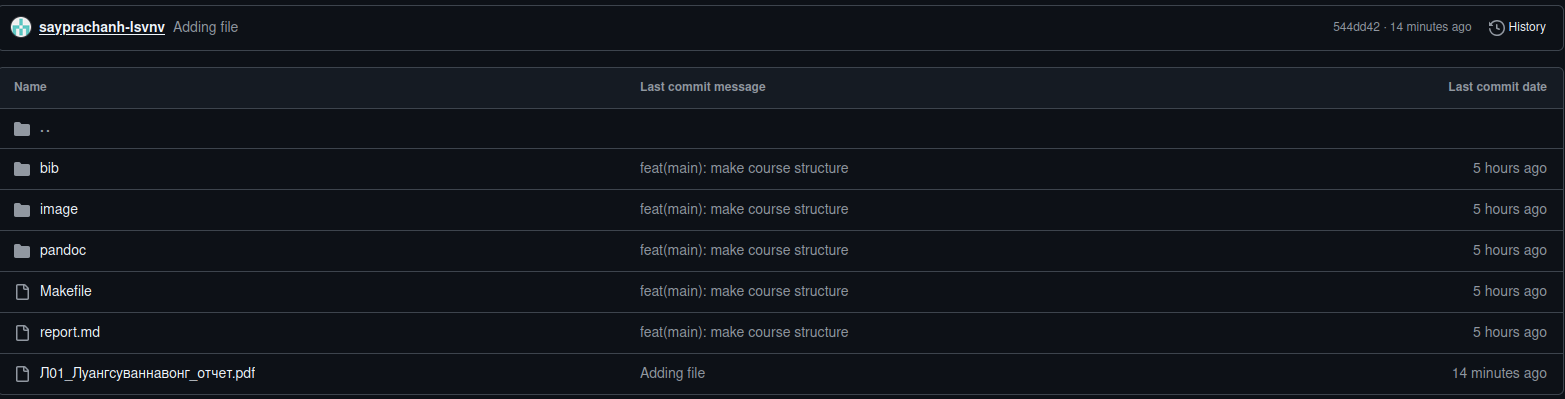 sayprachanh-lsvnv Adding file 544dd42 · 14 minutes ago History
Name Last commit message Last commit date
..
bib feat(main): make course structure 5 hours ago
image feat(main): make course structure 5 hours ago
pandoc feat(main): make course structure 5 hours ago
Makefile feat(main): make course structure 5 hours ago
report.md feat(main): make course structure 5 hours ago
Л01_Луангсуваннавонг_отчет.pdf Adding file 14 minutes ago